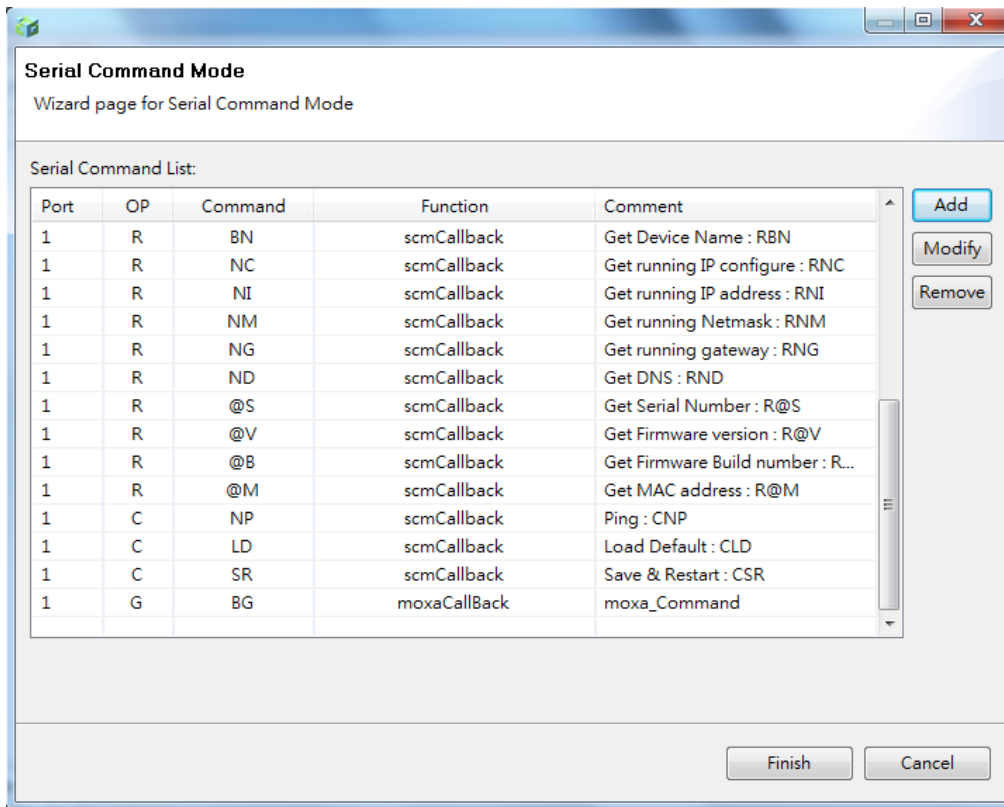 Serial Command Mode
Wizard page for Serial Command Mode
Serial Command List:
Port OP Command Function Comment
1 R BN scmCallback Get Device Name : RBN
1 R NC scmCallback Get running IP configure : RNC
1 R NI scmCallback Get running IP address : RNI
1 R NM scmCallback Get running Netmask : RNM
1 R NG scmCallback Get running gateway : RNG
1 R ND scmCallback Get DNS : RND
1 R @S scmCallback Get Serial Number : R@S
1 R @V scmCallback Get Firmware version : R@V
1 R @B scmCallback Get Firmware Build number : R...
1 R @M scmCallback Get MAC address : R@M
1 C NP scmCallback Ping : CNP
1 C LD scmCallback Load Default : CLD
1 C SR scmCallback Save & Restart : CSR
1 G BG moxaCallBack moxa_Command
Add
Modify
Remove
Finish Cancel